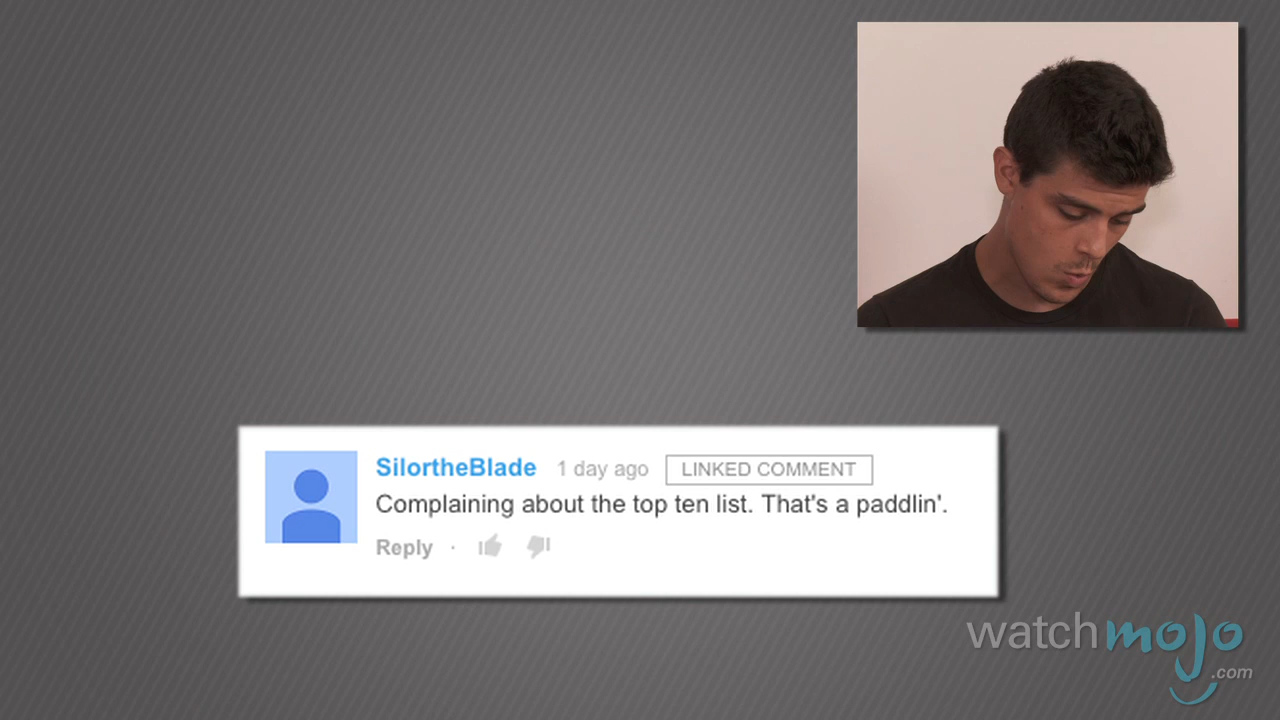 SilortheBlade 1 day ago LINKED COMMENT
Complaining about the top ten list. That's a paddlin'.
Reply ·
watchmojo.com